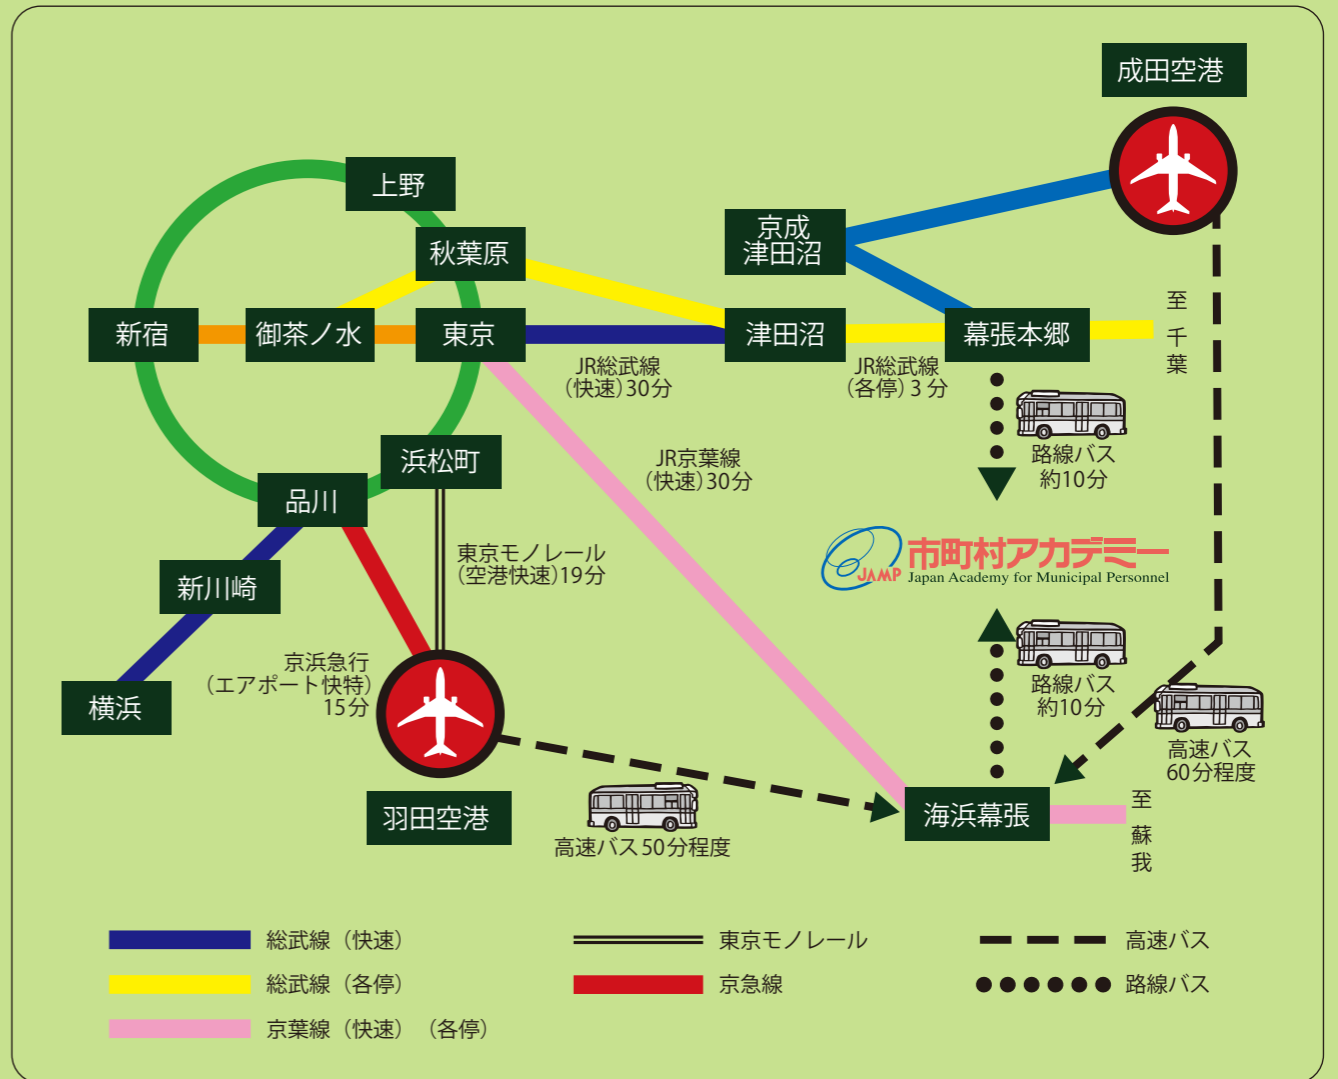 成田空港
上野
京成
津田沼
秋葉原
新宿
御茶ノ水
東京
津田沼
幕張本郷
至
千
葉
JR総武線
(快速)30分
JR総武線
(各停)3分
路線バス
約10分
浜松町
JR京葉線
(快速)30分
品川
東京モノレール
(空港快速)19分
JAMP
市町村アカデミー
Japan Academy for Municipal Personnel
新川崎
京浜急行
(エアポート快特)
15分
横浜
路線バス
約10分
高速バス
60分程度
羽田空港
高速バス50分程度
海浜幕張
至
蘇
我
総武線(快速)
東京モノレール
高速バス
総武線(各停)
京急線
路線バス
京葉線(快速)(各停)